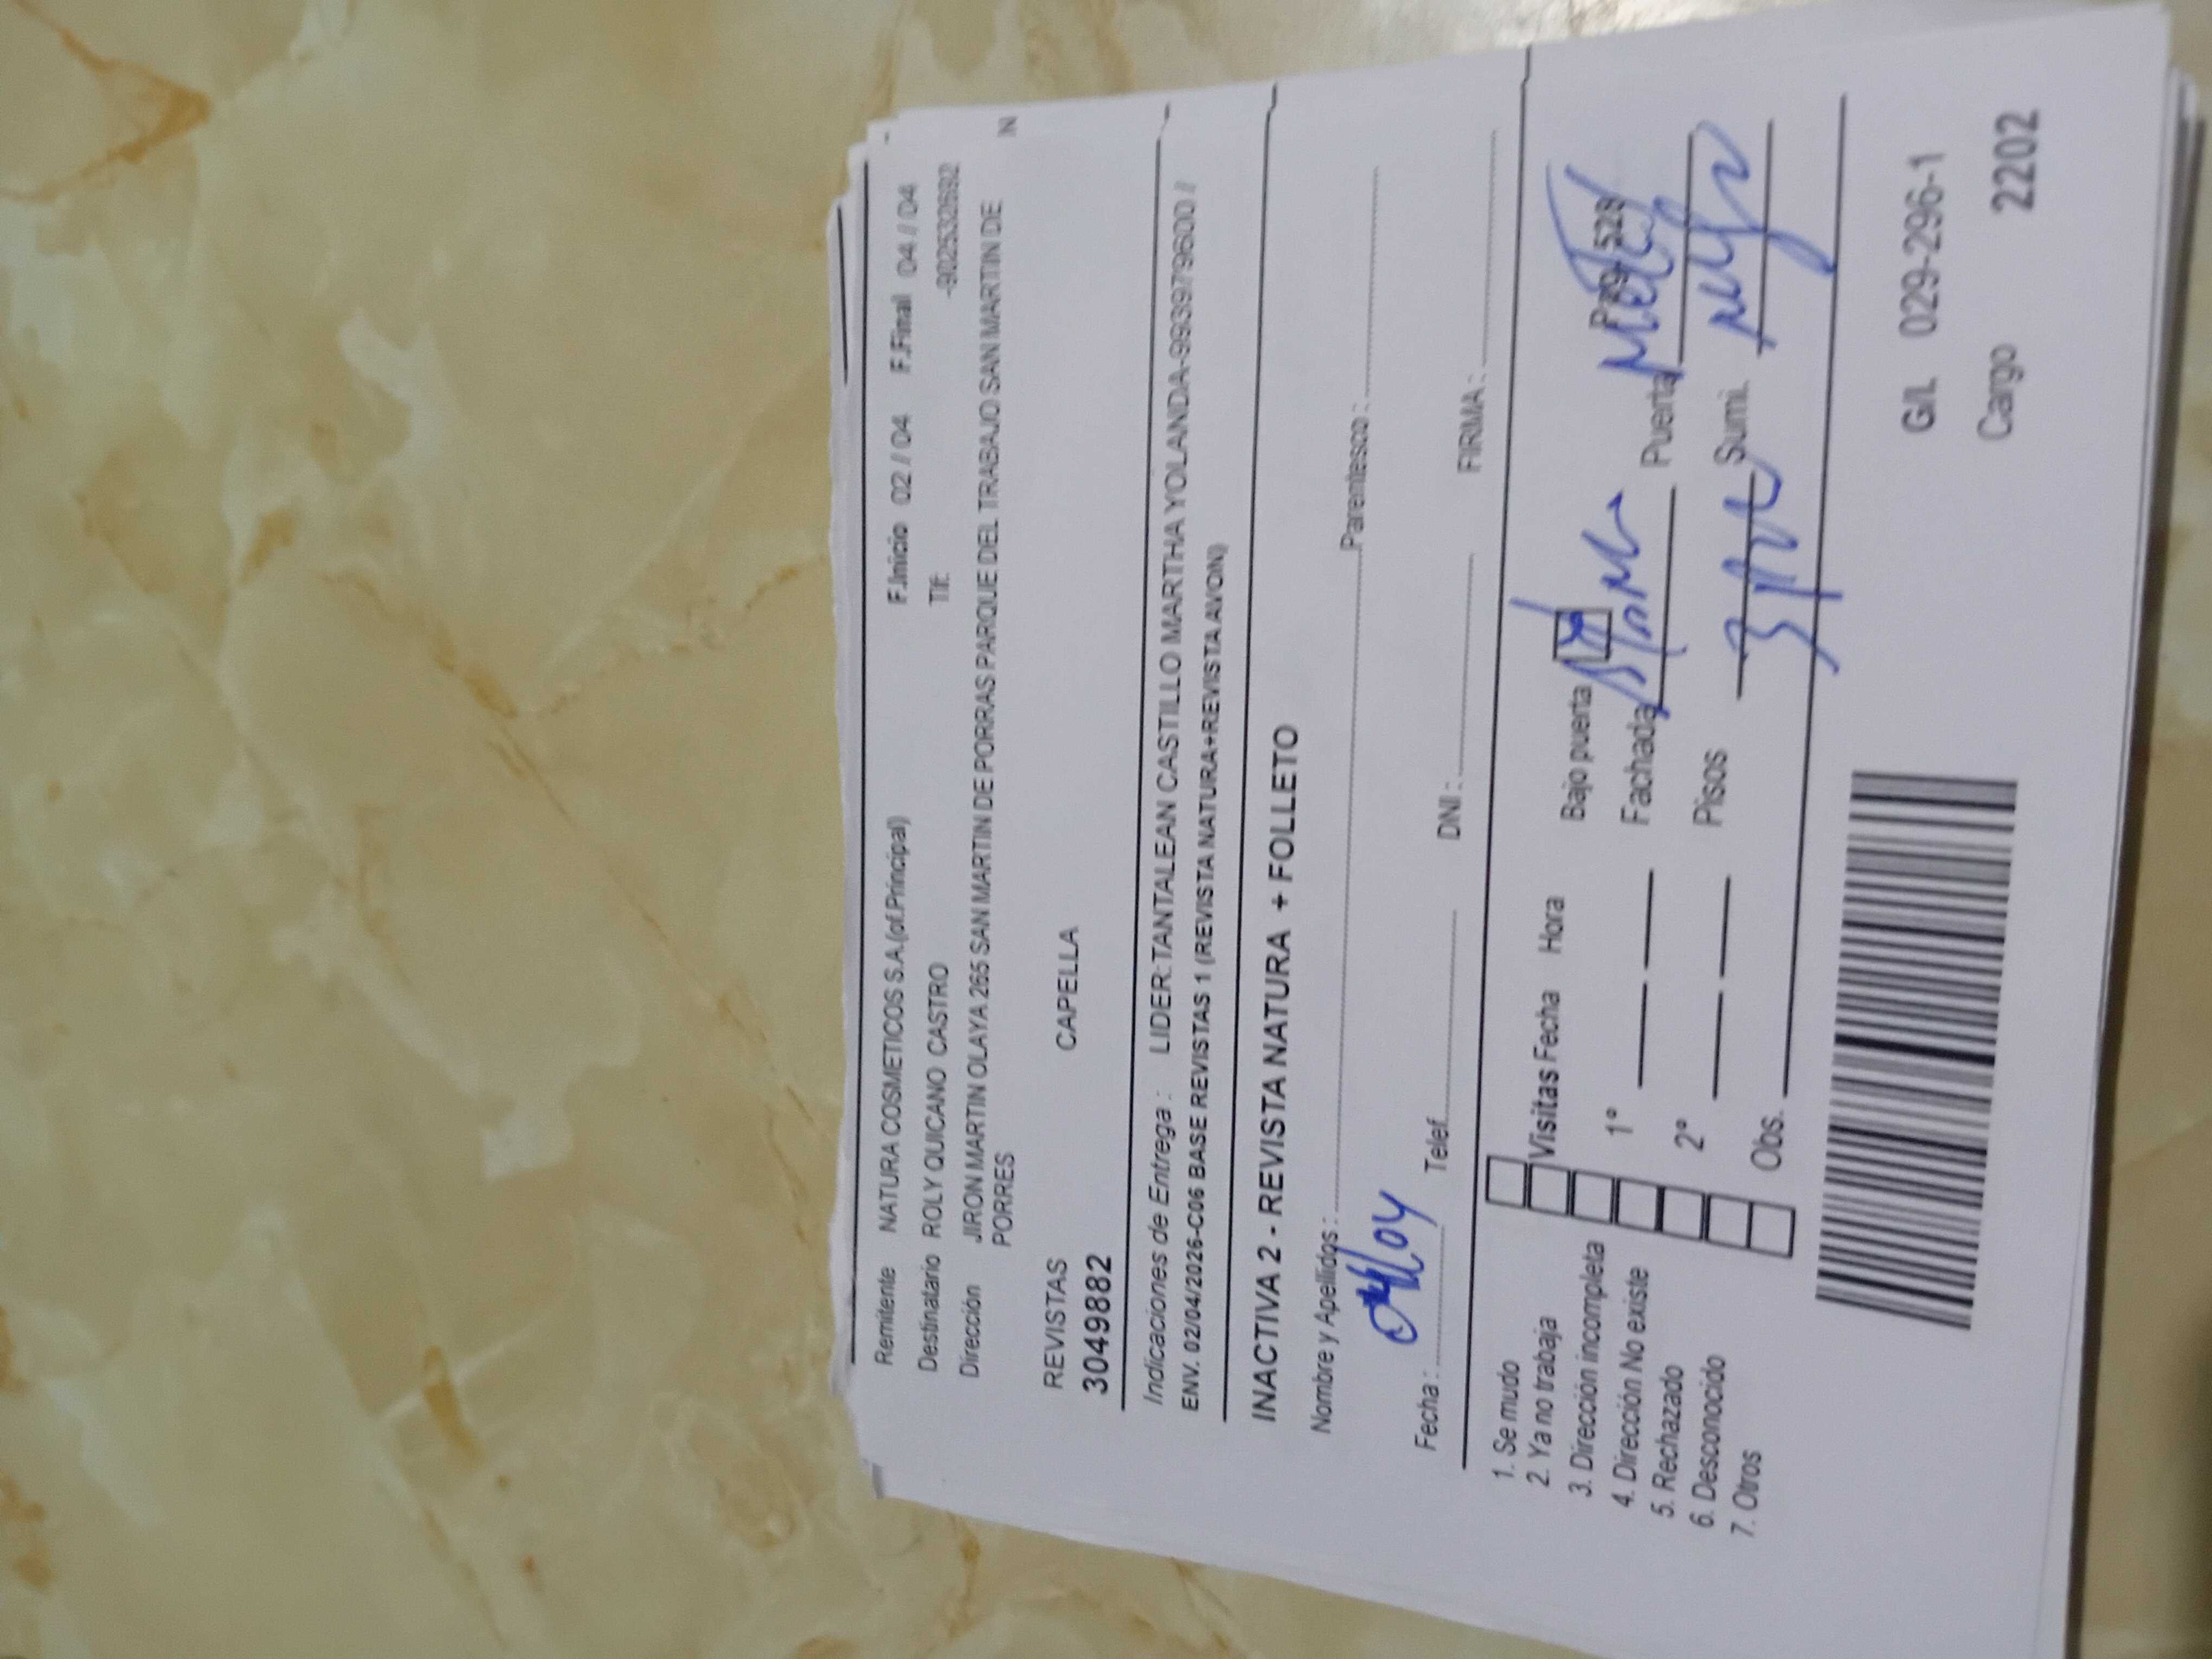 Remitente NATURA COSMETICOS S.A.(of.Principal) F.Inicio 02 // 04 F.Final 04 // 04
Destinatario ROLY QUICANO CASTRO Tlf:
Dirección JIRON MARTIN OLAYA 265 SAN MARTIN DE PORRAS PARQUE DEL TRABAJO SAN MARTIN DE IN
PORRES
REVISTAS CAPELLA
3049882
Indicaciones de Entrega : LIDER:TANTALEAN CASTILLO MARTHA YOLANDA-993979600 //
ENV. 02/04/2026-C06 BASE REVISTAS 1 (REVISTA NATURA+REVISTA AVON)
INACTIVA 2 - REVISTA NATURA + FOLLETO
Nombre y Apellidos : Parentesco :
Fecha : 04/04 Telef. DNI : FIRMA :
1. Se mudo
2. Ya no trabaja
3. Dirección incompleta
4. Dirección No existe
5. Rechazado
6. Desconocido
7. Otros
Visitas Fecha Hora
1°
2°
Obs.
Bajo puerta
Fachada Puerta
Pisos 3 Sumi.
G/L 029-296-1
Cargo 2202